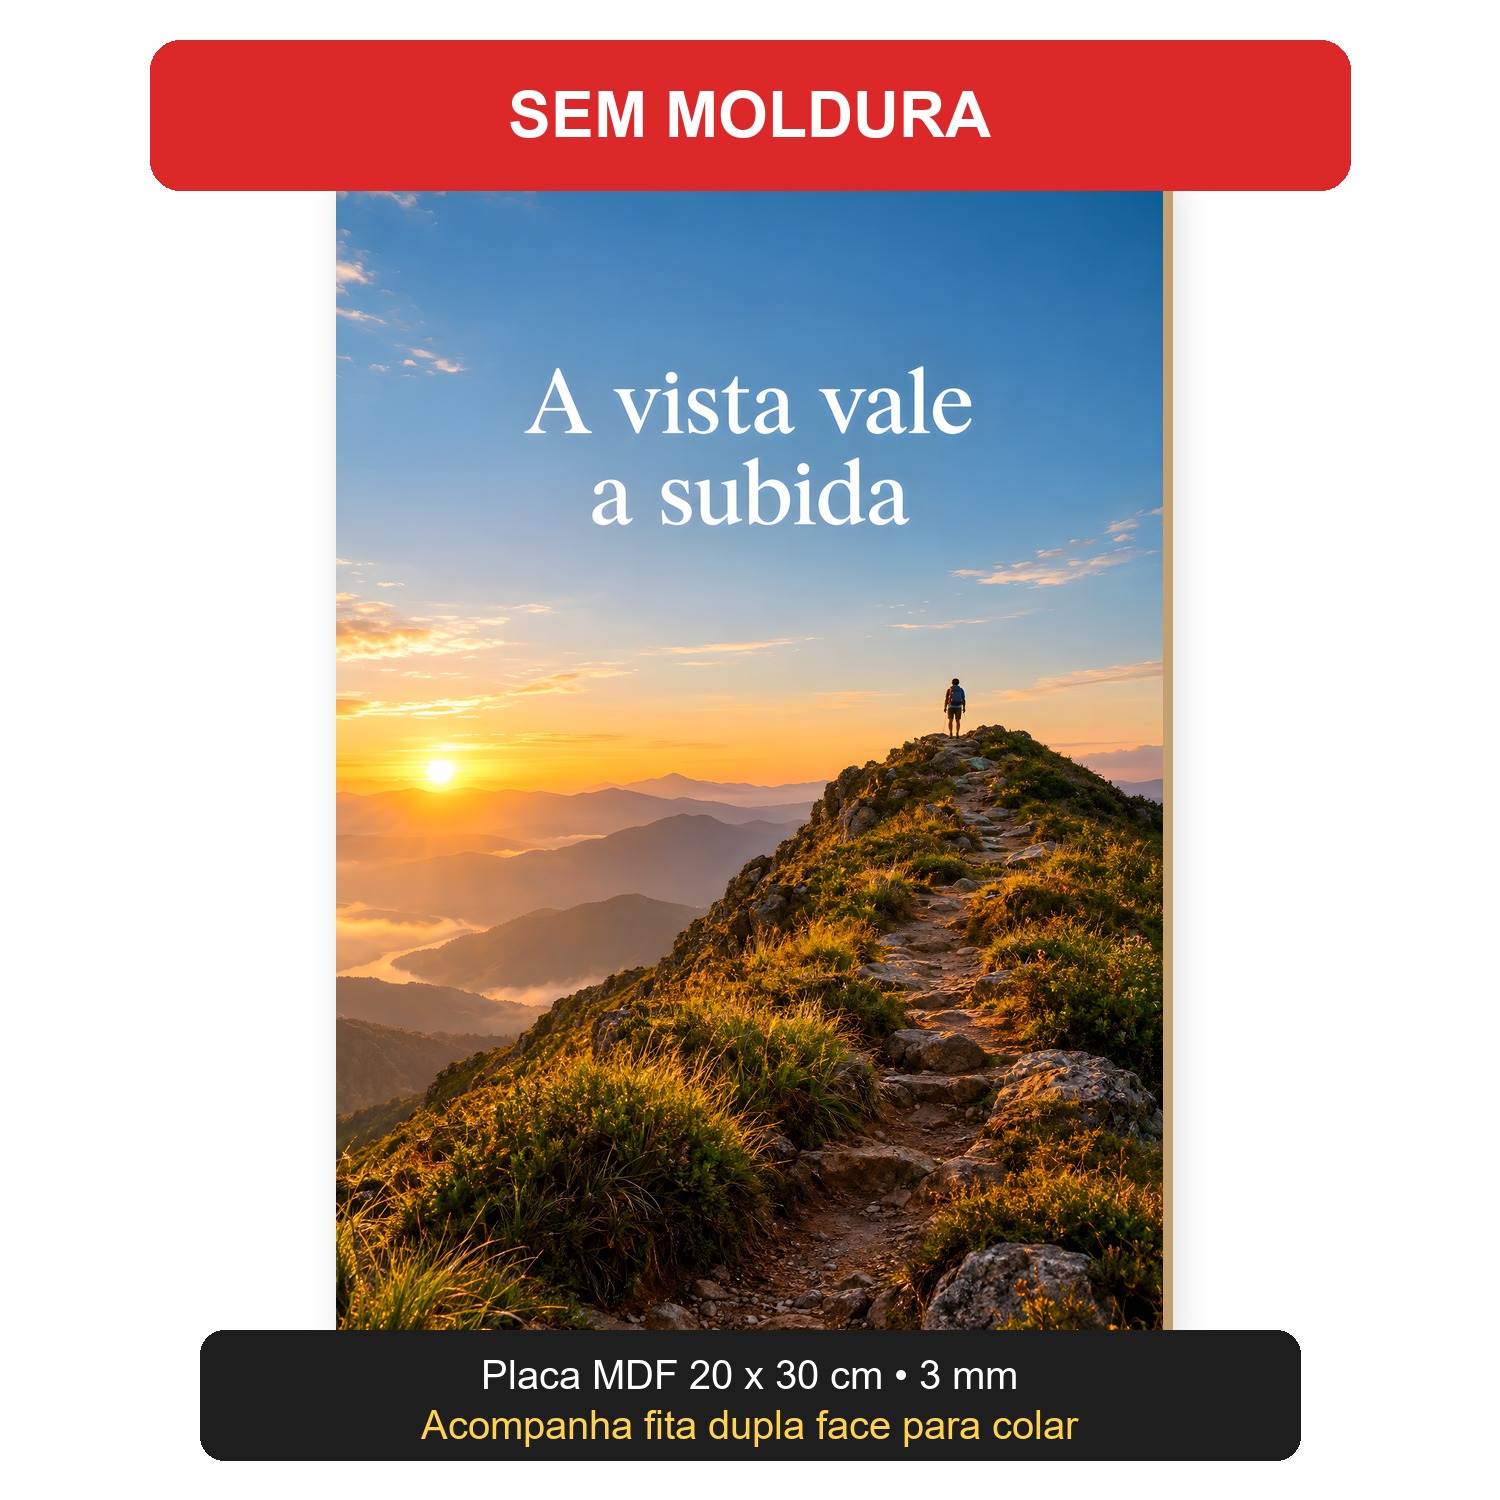 SEM MOLDURA
A vista vale
a subida
Placa MDF 20 x 30 cm • 3 mm
Acompanha fita dupla face para colar